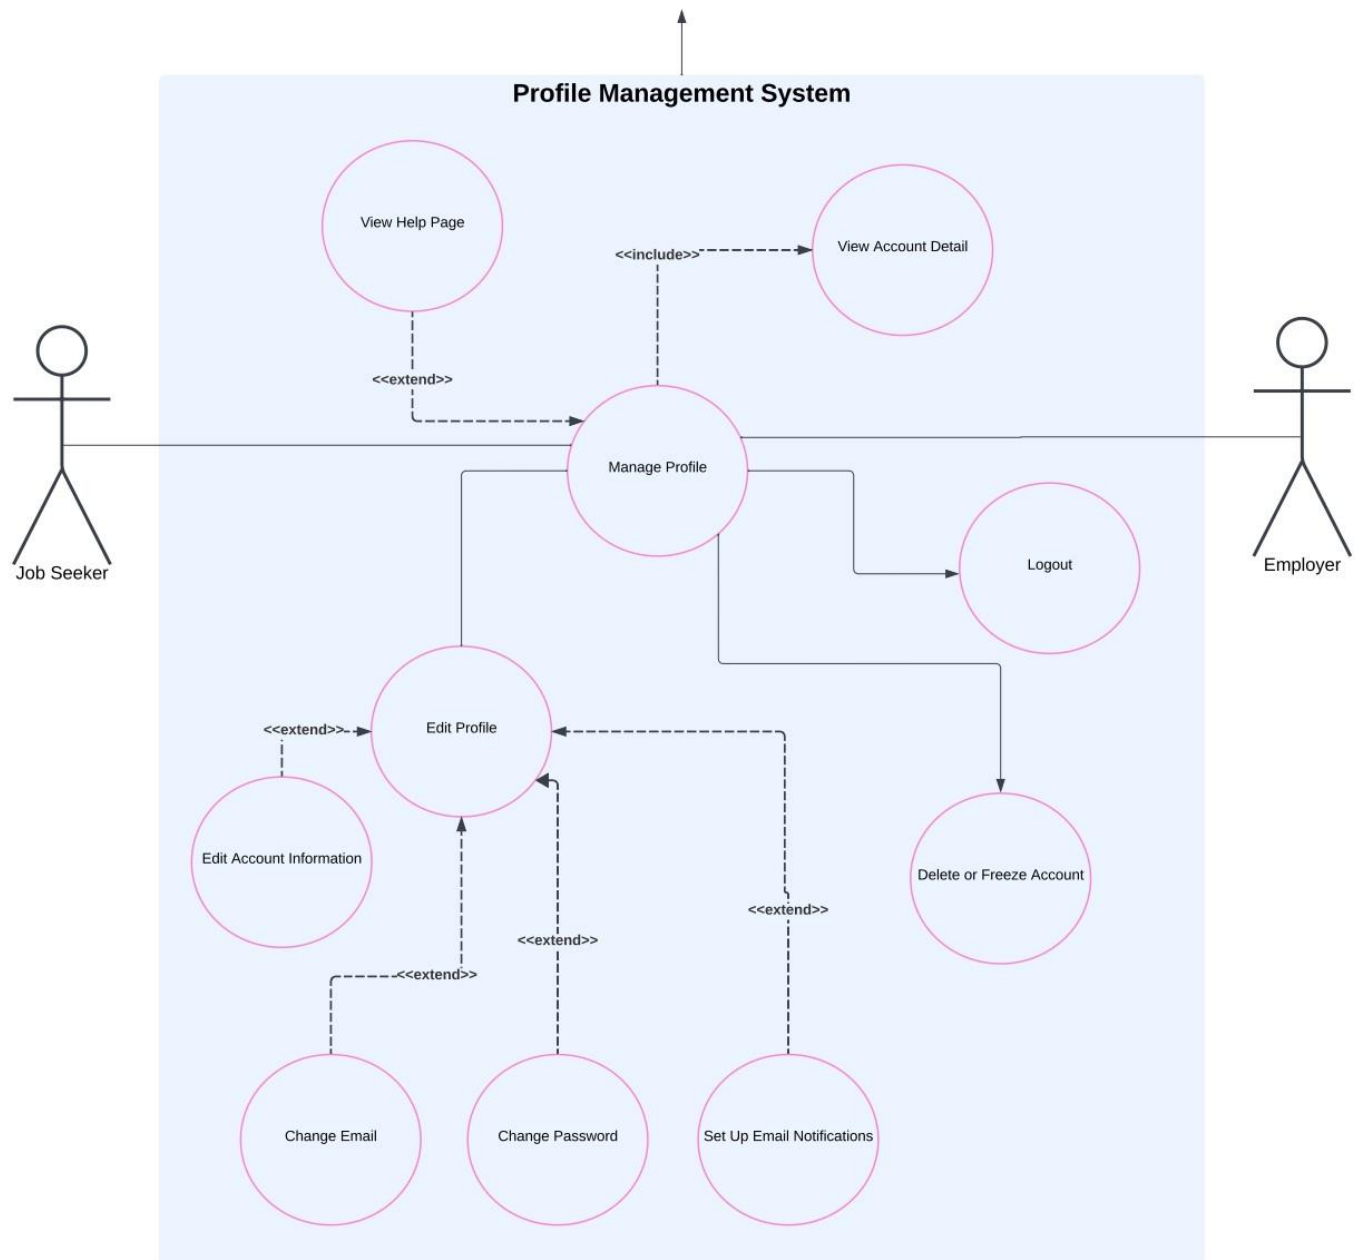 Profile Management System
View Help Page
View Account Detail
<<include>>
<<extend>>
Manage Profile
Job Seeker
Logout
Employer
<<extend>>
Edit Profile
Edit Account Information
Delete or Freeze Account
<<extend>>
<<extend>>
<<extend>>
Change Email
Change Password
Set Up Email Notifications